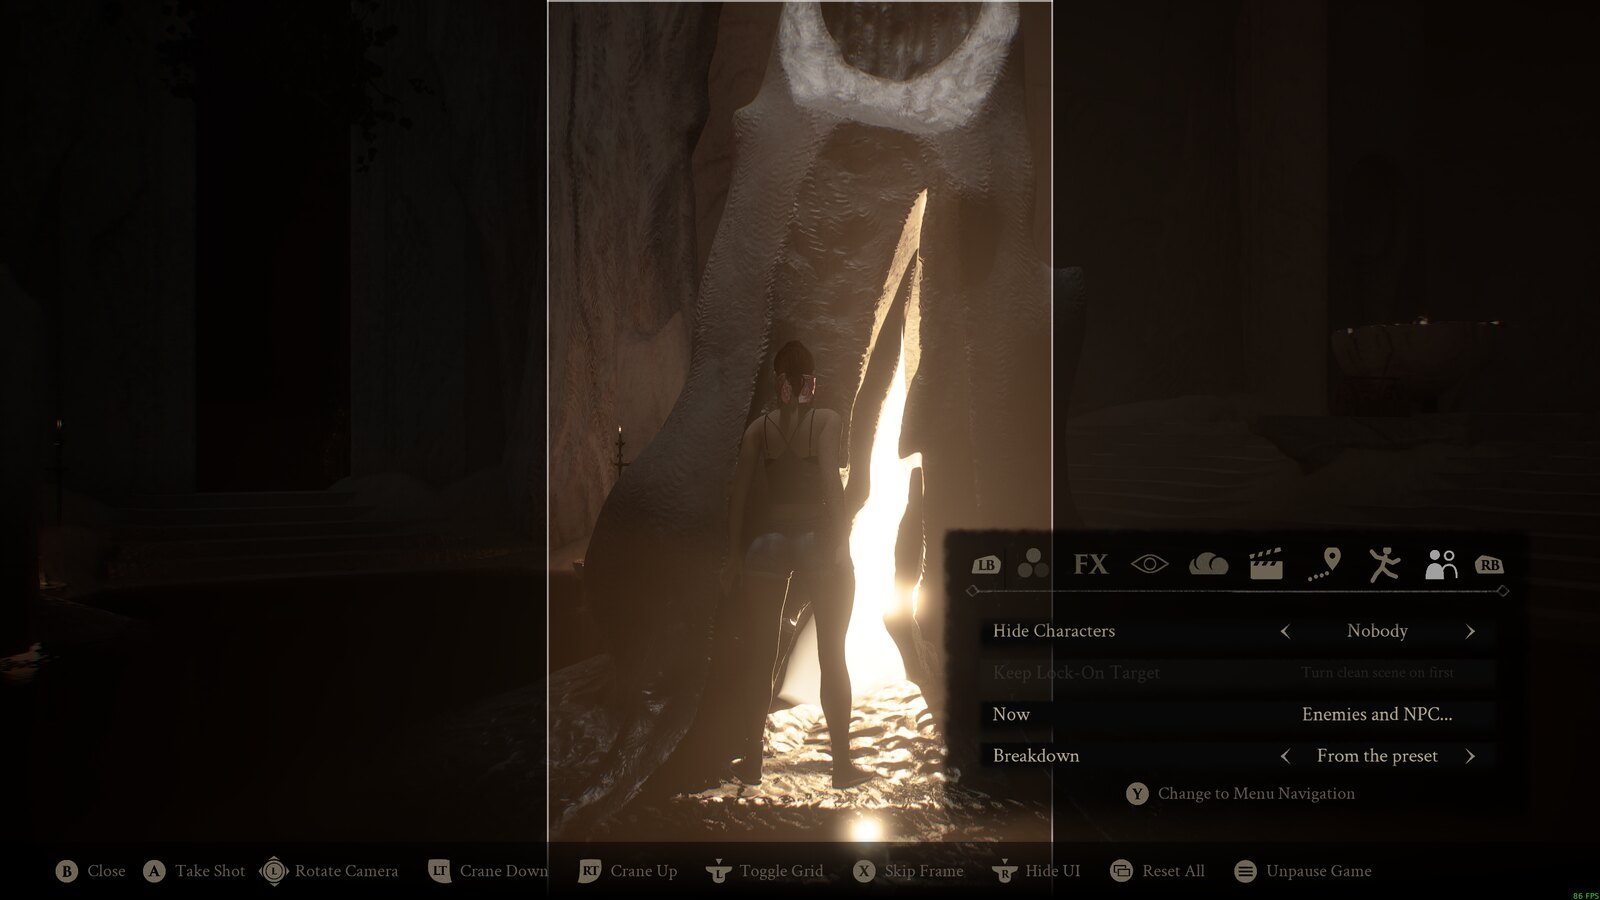 LB FX RB
Hide Characters Nobody
Keep Lock-On Target Turn clean scene on first
Now Enemies and NPC...
Breakdown From the preset
Y Change to Menu Navigation
B Close A Take Shot L Rotate Camera LT Crane Down RT Crane Up L Toggle Grid X Skip Frame R Hide UI Reset All Unpause Game
86 FPS